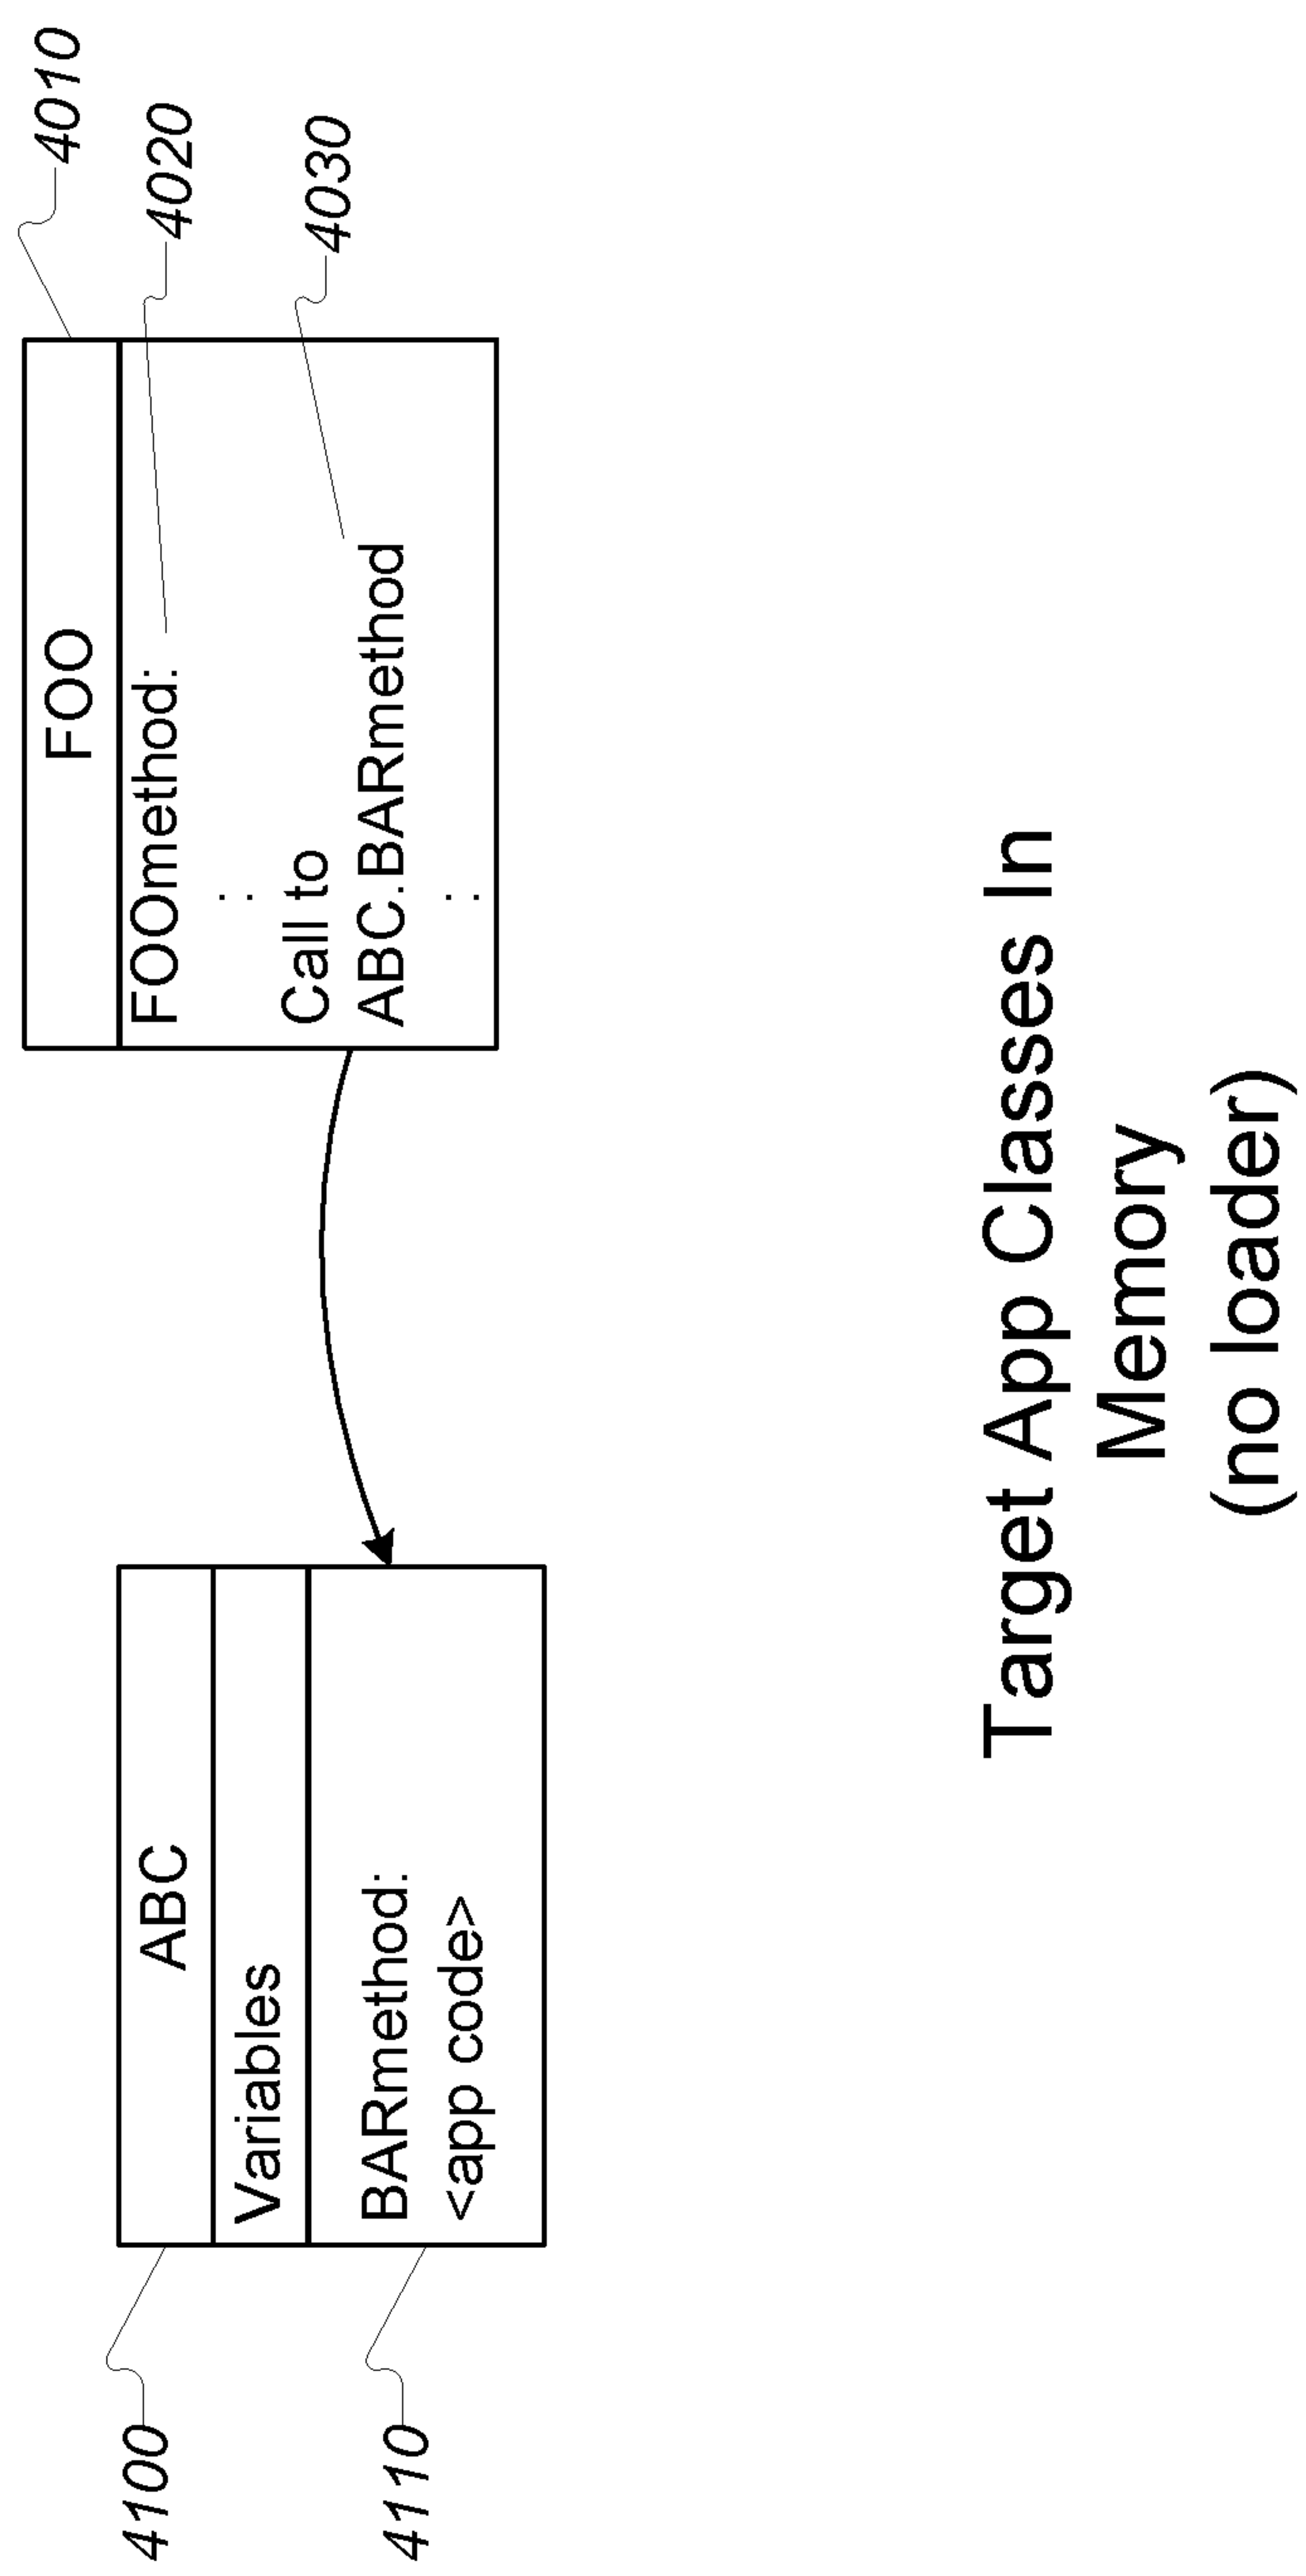 4100
ABC
Variables
BARmethod:
<app code>
4110
FOO
4010
FOOmethod:
4020
:
Call to
4030
ABC.BARmethod
:
Target App Classes In
Memory
(no loader)